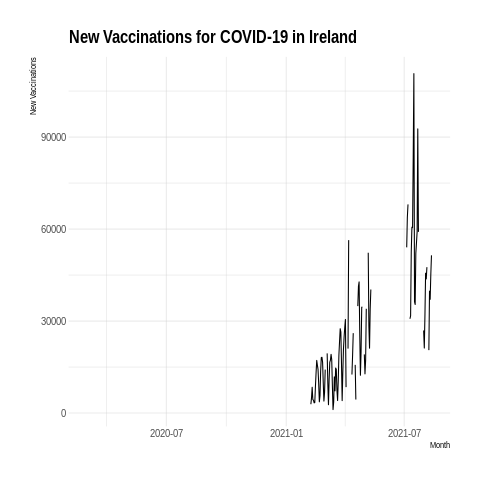 New Vaccinations for COVID-19 in Ireland
New Vaccinations
90000
60000
30000
0
2020-07
2021-01
2021-07
Month